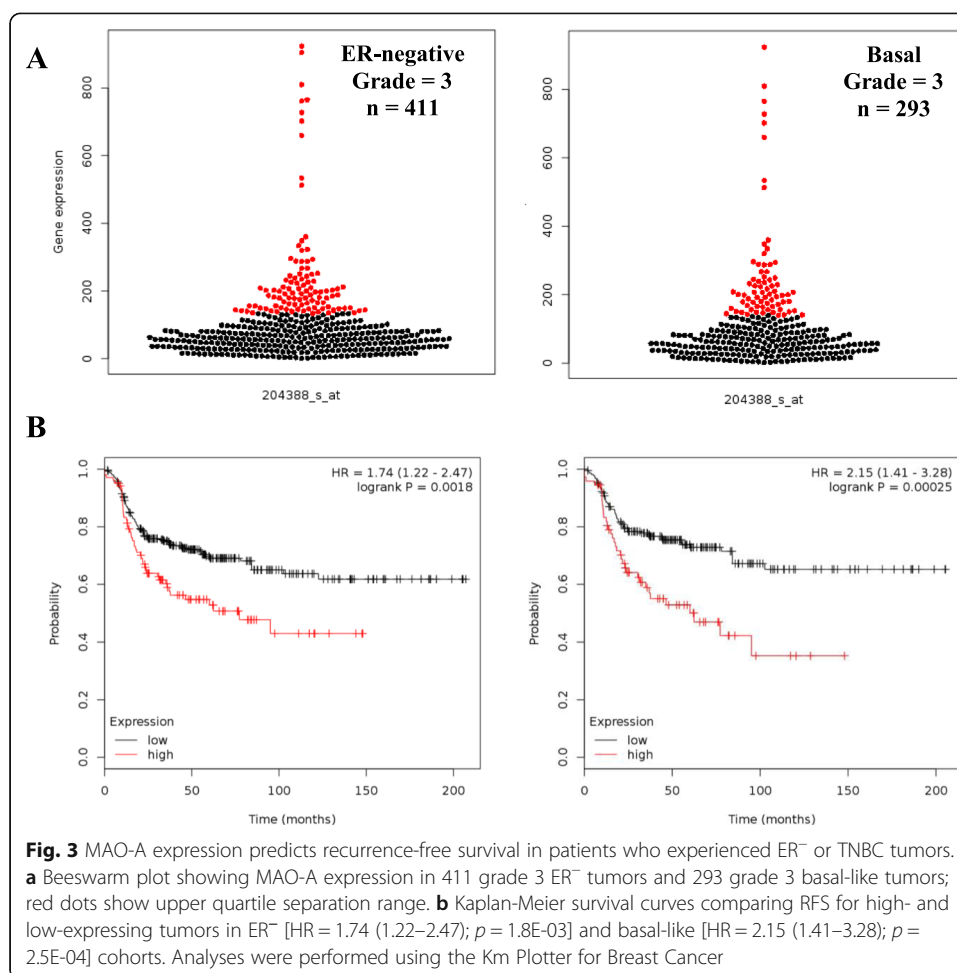 A
ER-negative
Grade = 3
n = 411
Gene expression
800
600
400
200
0
204388_s_at
Basal
Grade = 3
n = 293
800
600
400
200
0
204388_s_at
B
HR = 1.74 (1.22 - 2.47)
logrank P = 0.0018
Probability
1.0
0.8
0.6
0.4
0.2
0.0
Expression
low
high
0 50 100 150 200
Time (months)
HR = 2.15 (1.41 - 3.28)
logrank P = 0.00025
Probability
1.0
0.8
0.6
0.4
0.2
0.0
Expression
low
high
0 50 100 150 200
Time (months)
Fig. 3 MAO-A expression predicts recurrence-free survival in patients who experienced ER⁻ or TNBC tumors.
a Beeswarm plot showing MAO-A expression in 411 grade 3 ER⁻ tumors and 293 grade 3 basal-like tumors;
red dots show upper quartile separation range. b Kaplan-Meier survival curves comparing RFS for high- and
low-expressing tumors in ER⁻ [HR = 1.74 (1.22–2.47); p = 1.8E-03] and basal-like [HR = 2.15 (1.41–3.28); p =
2.5E-04] cohorts. Analyses were performed using the Km Plotter for Breast Cancer